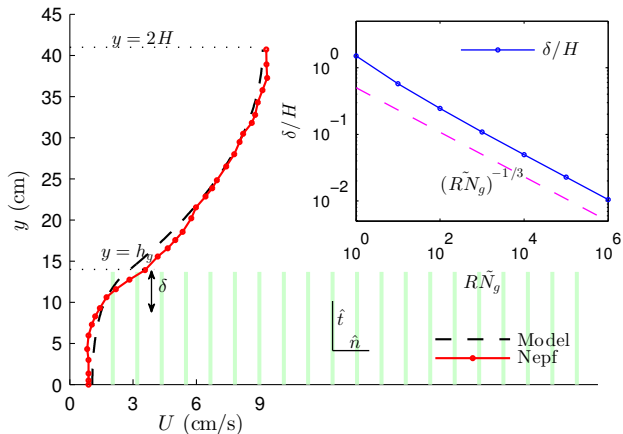 45
40
35
30
25
20
15
10
5
0
y (cm)
0
3
6
9
U (cm/s)
y = 2H
y = h_g
δ
t̂
n̂
Model
Nepf
δ/H
10^0
10^-1
10^-2
δ/H
(RÑ_g)^{-1/3}
10^0
10^2
10^4
10^6
RÑ_g